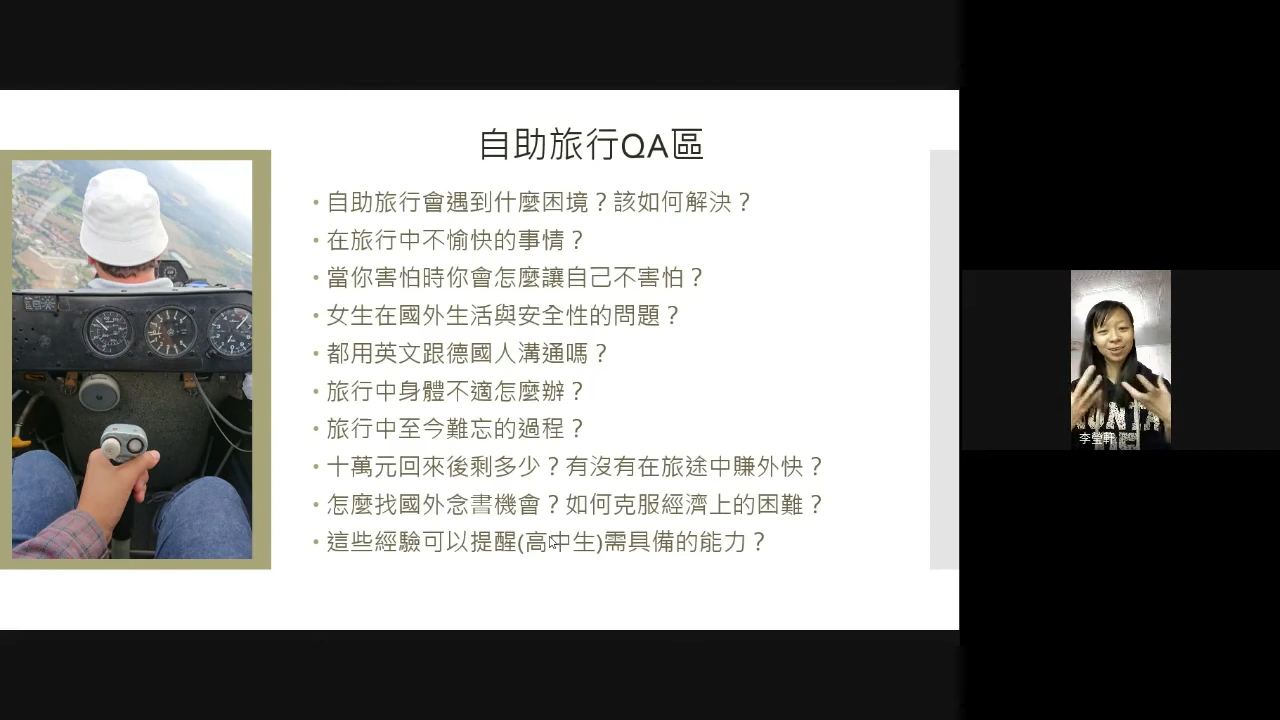 自助旅行QA區
• 自助旅行會遇到什麼困境？該如何解決？
• 在旅行中不愉快的事情？
• 當你害怕時你會怎麼讓自己不害怕？
• 女生在國外生活與安全性的問題？
• 都用英文跟德國人溝通嗎？
• 旅行中身體不適怎麼辦？
• 旅行中至今難忘的過程？
• 十萬元回來後剩多少？有沒有在旅途中賺外快？
• 怎麼找國外念書機會？如何克服經濟上的困難？
• 這些經驗可以提醒(高中生)需具備的能力？